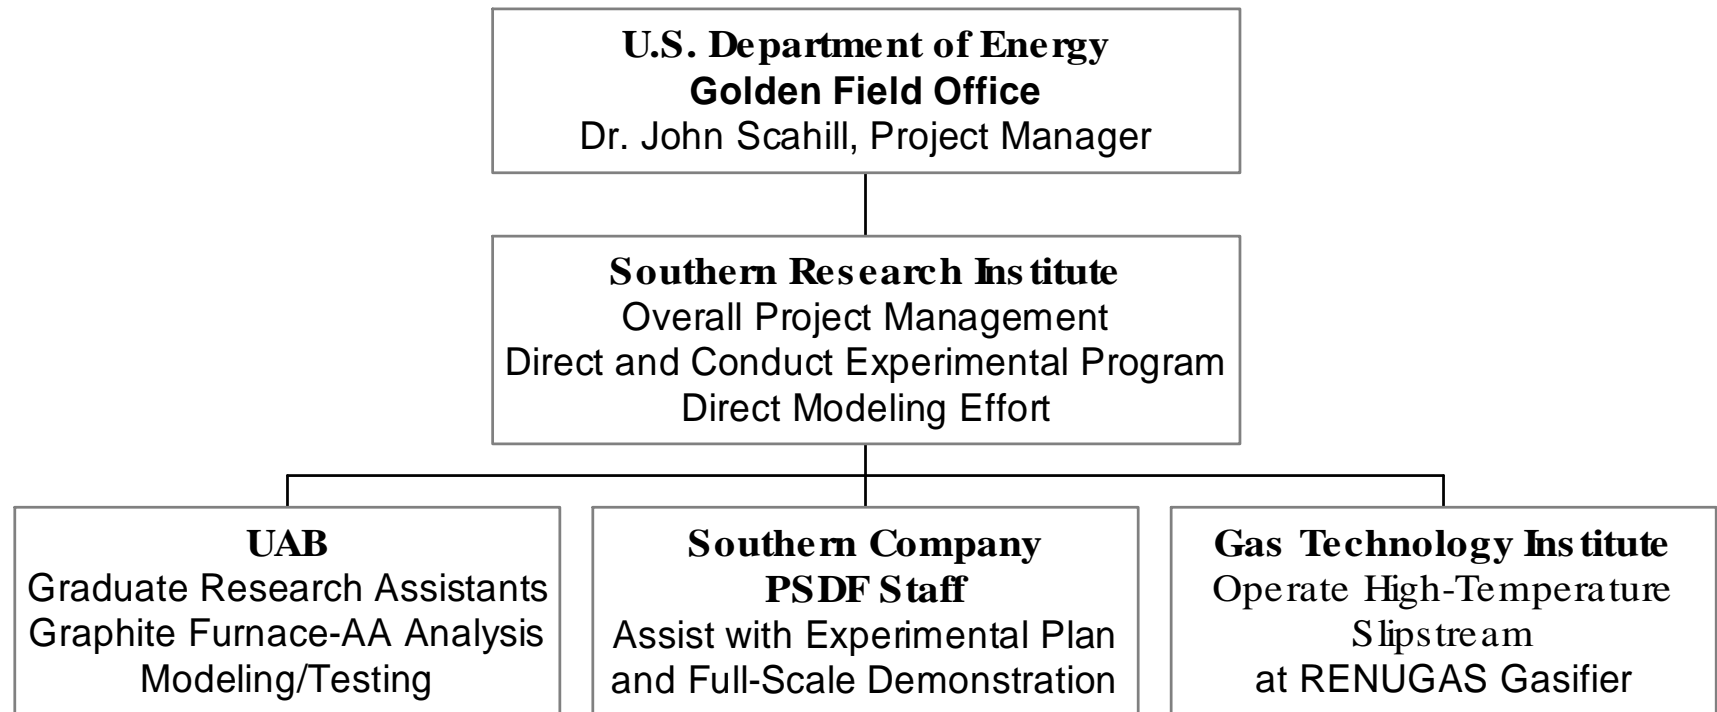 U.S. Department of Energy
Golden Field Office
Dr. John Scahill, Project Manager
Southern Research Institute
Overall Project Management
Direct and Conduct Experimental Program
Direct Modeling Effort
UAB
Graduate Research Assistants
Graphite Furnace-AA Analysis
Modeling/Testing
Southern Company
PSDF Staff
Assist with Experimental Plan
and Full-Scale Demonstration
Gas Technology Institute
Operate High-Temperature
Slipstream
at RENUGAS Gasifier